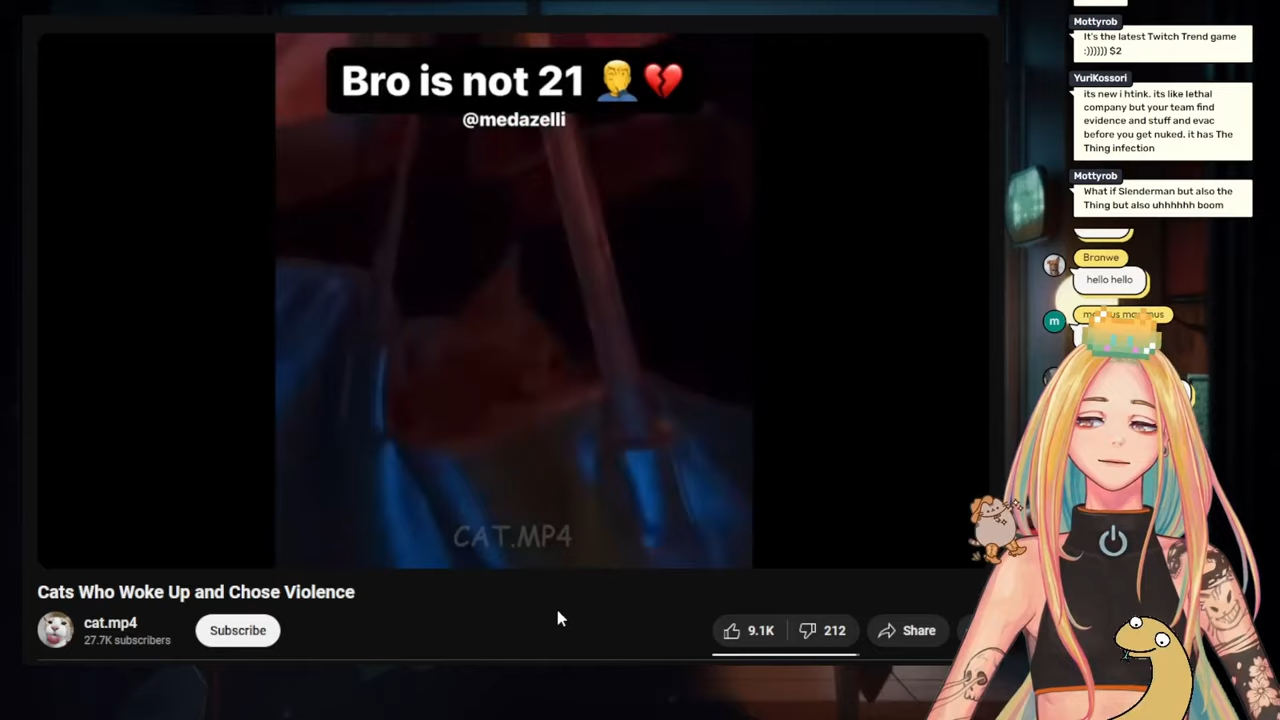 Bro is not 21 🤦💔
@medazelli
CAT.MP4
Cats Who Woke Up and Chose Violence
cat.mp4
27.7K subscribers
Subscribe
9.1K
212
Share
Mottyrob
It's the latest Twitch Trend game
:)))))) $2
YuriKossori
its new i htink. its like lethal
company but your team find
evidence and stuff and evac
before you get nuked. it has The
Thing infection
Mottyrob
What if Slenderman but also the
Thing but also uhhhhhh boom
Branwe
hello hello
m